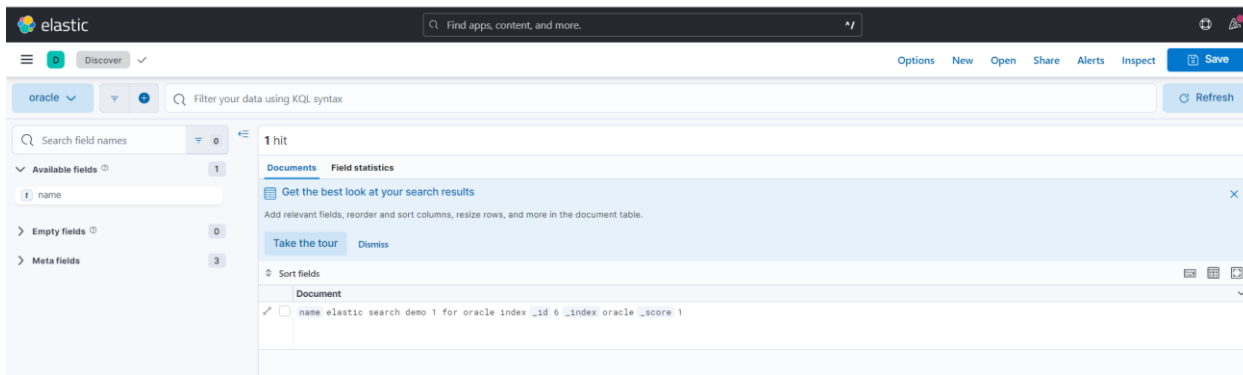 elastic
Find apps, content, and more.
^/
D
Discover
Options New Open Share Alerts Inspect Save
oracle
Filter your data using KQL syntax
Refresh
Search field names
0
1 hit
Available fields
1
Documents Field statistics
t name
Get the best look at your search results
Add relevant fields, reorder and sort columns, resize rows, and more in the document table.
Empty fields
0
Take the tour Dismiss
Meta fields
3
Sort fields
Document
name elastic search demo 1 for oracle index _id 6 _index oracle _score 1